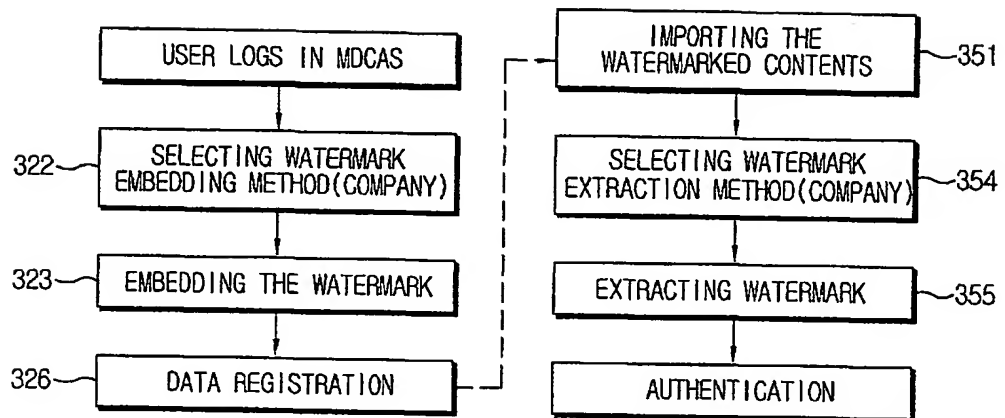 USER LOGS IN MDCAS
322
SELECTING WATERMARK
EMBEDDING METHOD(COMPANY)
323
EMBEDDING THE WATERMARK
326
DATA REGISTRATION
IMPORTING THE
WATERMARKED CONTENTS
351
SELECTING WATERMARK
EXTRACTION METHOD(COMPANY)
354
EXTRACTING WATERMARK
355
AUTHENTICATION